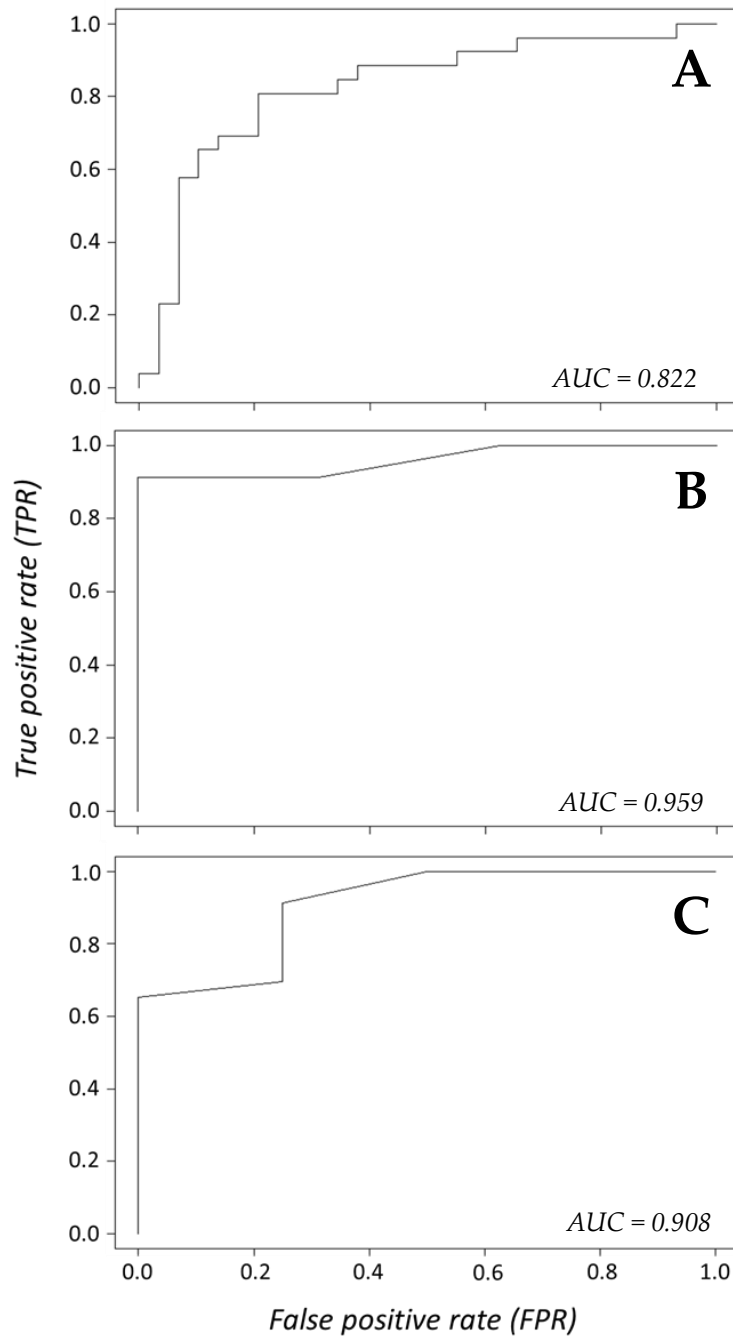 1.0
0.8
0.6
0.4
0.2
0.0
A
AUC = 0.822
1.0
0.8
0.6
0.4
0.2
0.0
B
AUC = 0.959
True positive rate (TPR)
1.0
0.8
0.6
0.4
0.2
0.0
C
AUC = 0.908
0.0 0.2 0.4 0.6 0.8 1.0
False positive rate (FPR)